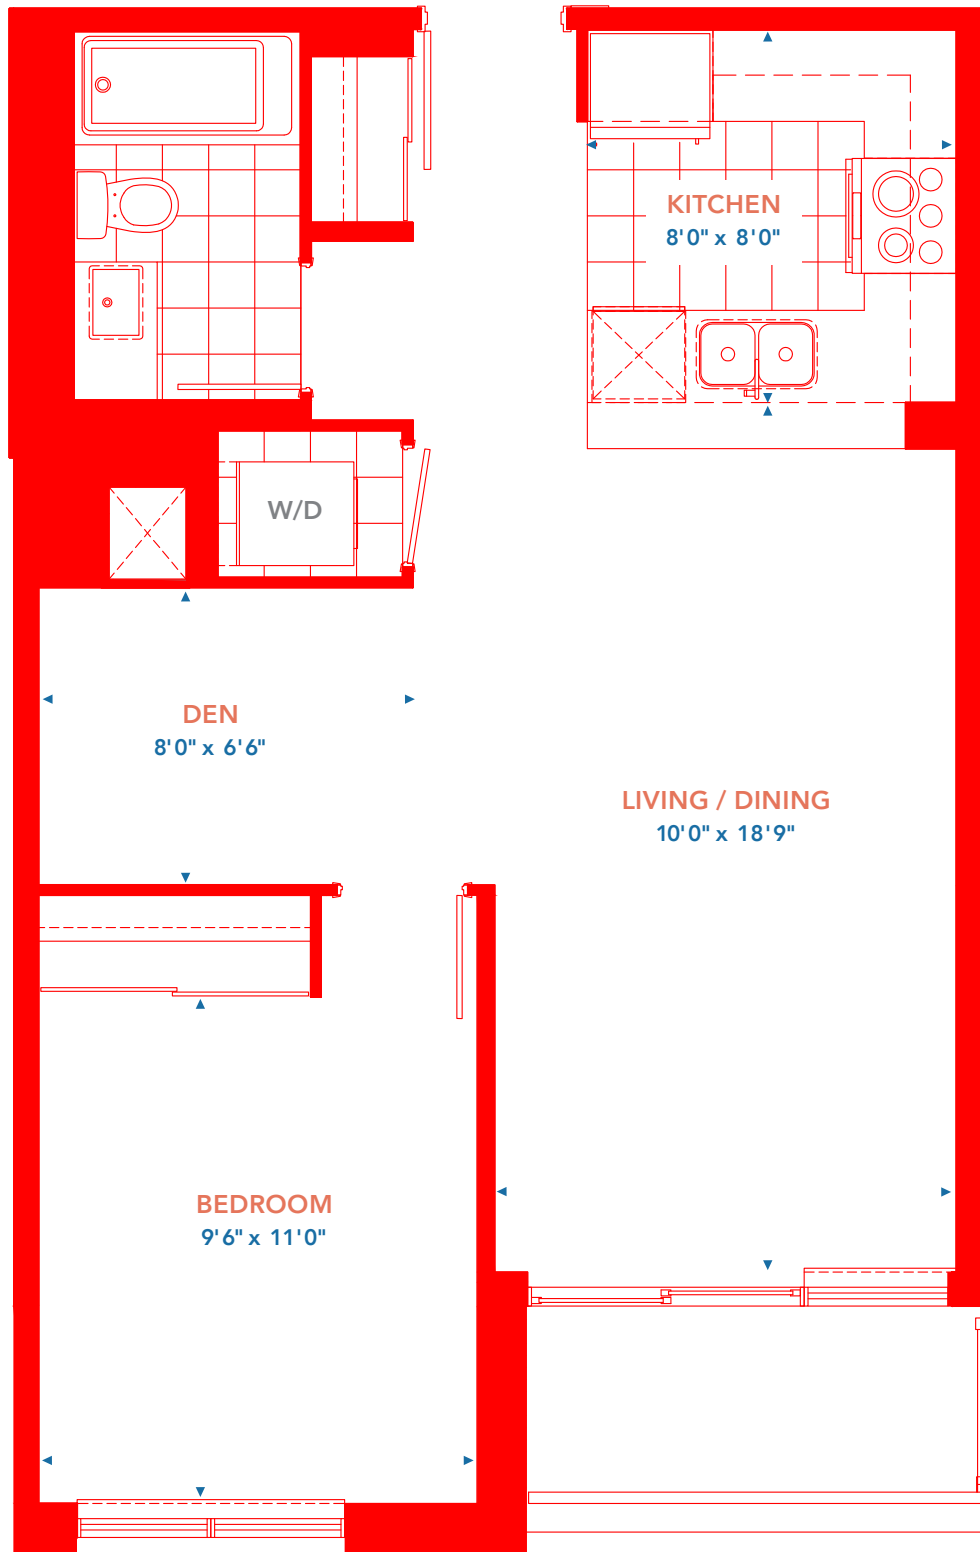 KITCHEN
8'0" x 8'0"
W/D
DEN
8'0" x 6'6"
LIVING / DINING
10'0" x 18'9"
BEDROOM
9'6" x 11'0"